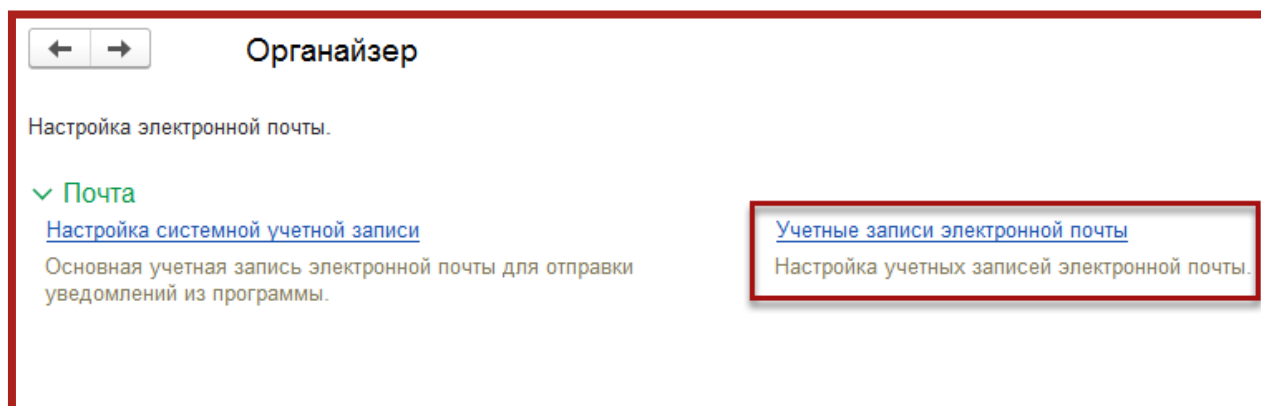 Органайзер
Настройка электронной почты.
Почта
Настройка системной учетной записи
Основная учетная запись электронной почты для отправки
уведомлений из программы.
Учетные записи электронной почты
Настройка учетных записей электронной почты.